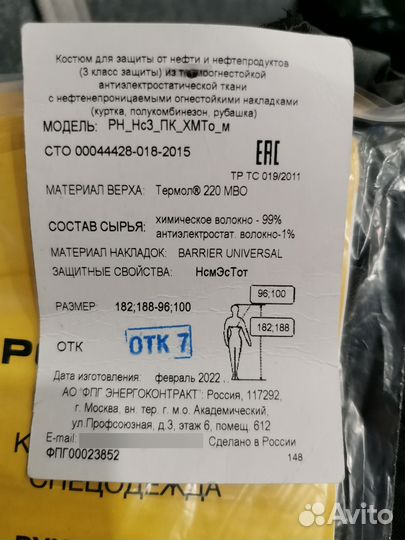 Костюм для защиты от нефти и нефтепродуктов
(3 класс защиты) из термоогнестойкой
антиэлектростатической ткани
с нефтенепроницаемыми огнестойкими накладками
(куртка, полукомбинезон, рубашка)
МОДЕЛЬ: РН_Нс3_ПК_ХМТо_м
СТО 00044428-018-2015
ЕАС
ТР ТС 019/2011
МАТЕРИАЛ ВЕРХА: Термол® 220 МВО
СОСТАВ СЫРЬЯ: химическое волокно - 99%
антиэлектростат. волокно-1%
МАТЕРИАЛ НАКЛАДОК: BARRIER UNIVERSAL
ЗАЩИТНЫЕ СВОЙСТВА: НсмЭсТот
96;100
РАЗМЕР: 182;188-96;100
182;188
ОТК ОТК 7
Дата изготовления: февраль 2022
АО "ФПГ ЭНЕРГОКОНТРАКТ": Россия, 117292,
г. Москва, вн. тер. г. м.о. Академический,
ул.Профсоюзная, д.3, этаж 6, помещ. 612
E-mail: Сделано в России
ФПГ00023852 148
СПЕЦОДЕЖДА
Avito